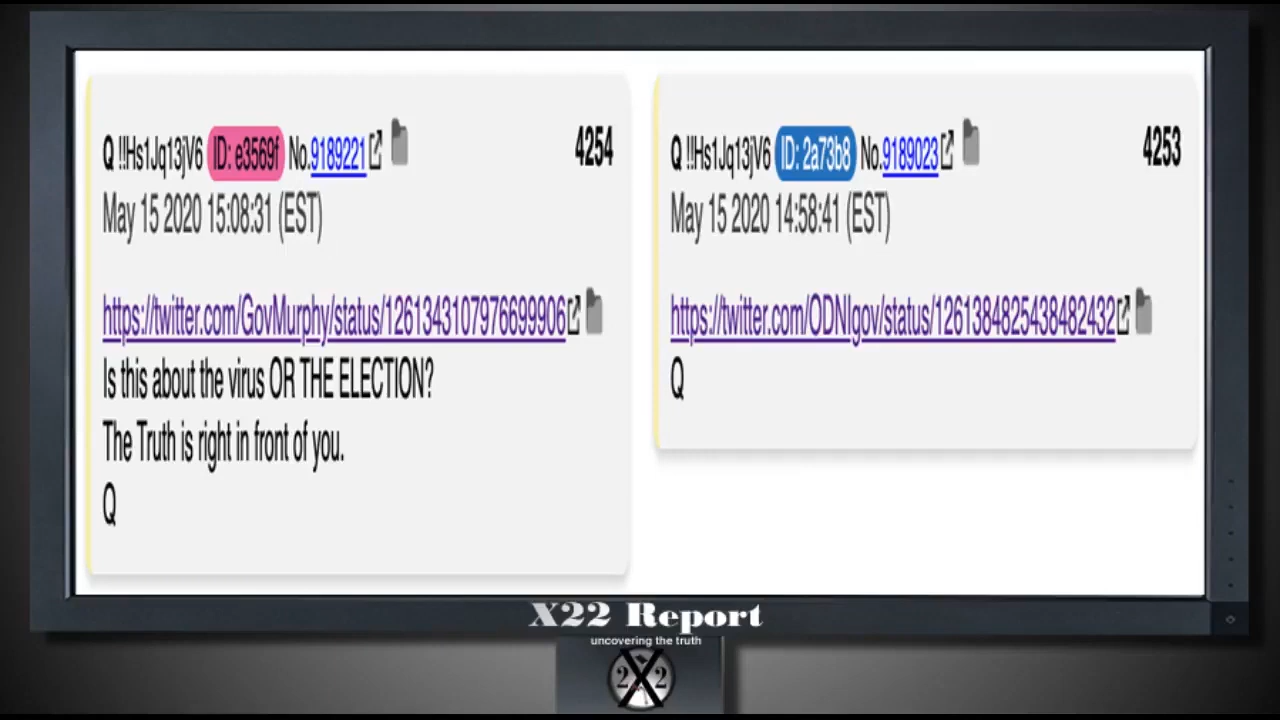 Q !!Hs1Jq13jV6 ID: e3569f No.9189221 4254
May 15 2020 15:08:31 (EST)
https://twitter.com/GovMurphy/status/1261343107976699906
Is this about the virus OR THE ELECTION?
The Truth is right in front of you.
Q
Q !!Hs1Jq13jV6 ID: 2a73b8 No.9189023 4253
May 15 2020 14:58:41 (EST)
https://twitter.com/ODNIgov/status/1261384825438482432
Q
X22 Report
uncovering the truth
2X2